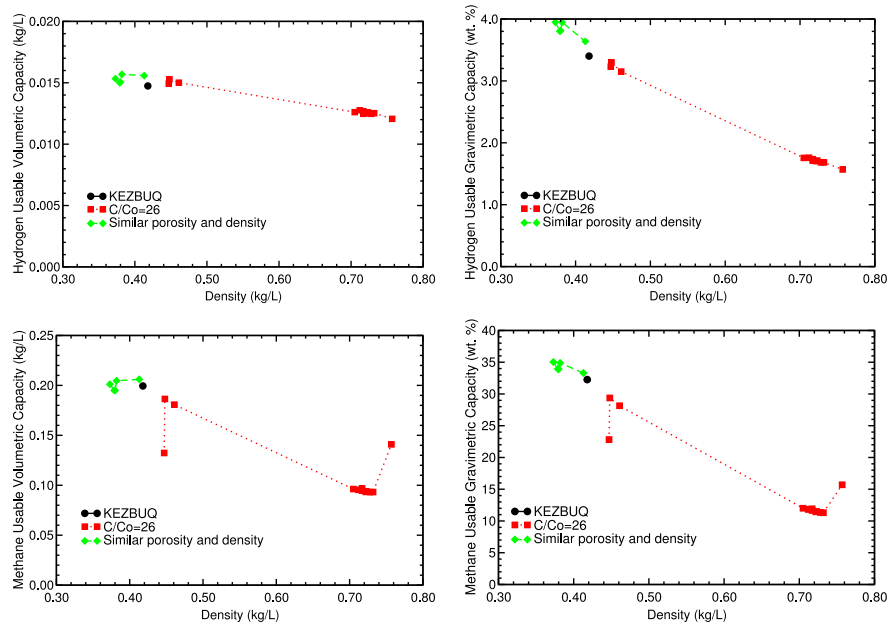 Hydrogen Usable Volumetric Capacity (kg/L)
0.020
0.015
0.010
0.005
0.000
KEZBUQ
C/Co=26
Similar porosity and density
0.30 0.40 0.50 0.60 0.70 0.80
Density (kg/L)
Hydrogen Usable Gravimetric Capacity (wt. %)
4.0
3.0
2.0
1.0
0.0
KEZBUQ
C/Co=26
Similar porosity and density
0.30 0.40 0.50 0.60 0.70 0.80
Density (kg/L)
Methane Usable Volumetric Capacity (kg/L)
0.25
0.20
0.15
0.10
0.05
0.00
KEZBUQ
C/Co=26
Similar porosity and density
0.30 0.40 0.50 0.60 0.70 0.80
Density (kg/L)
Methane Usable Gravimetric Capacity (wt. %)
40
35
30
25
20
15
10
5
0
KEZBUQ
C/Co=26
Similar porosity and density
0.30 0.40 0.50 0.60 0.70 0.80
Density (kg/L)